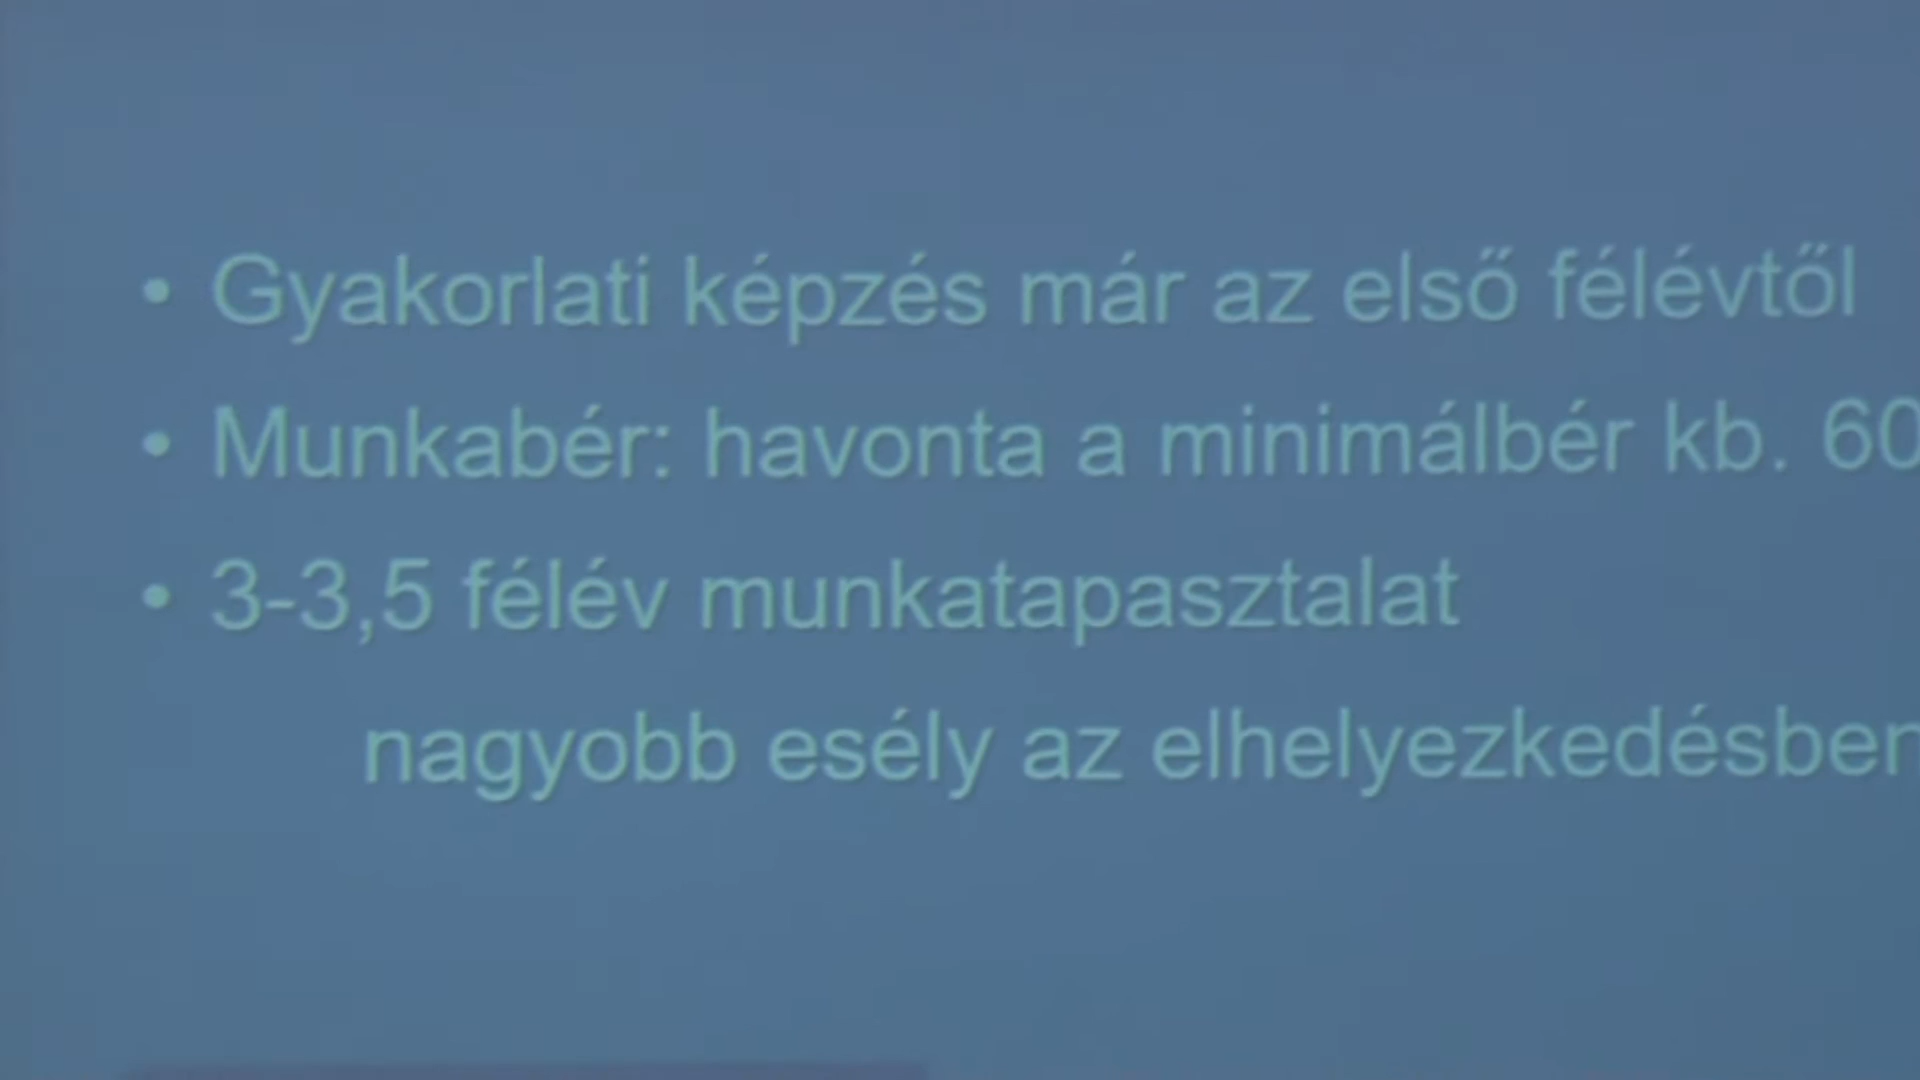 • Gyakorlati képzés már az első félévtől
• Munkabér: havonta a minimálbér kb. 60
• 3-3,5 félév munkatapasztalat
nagyobb esély az elhelyezkedésben